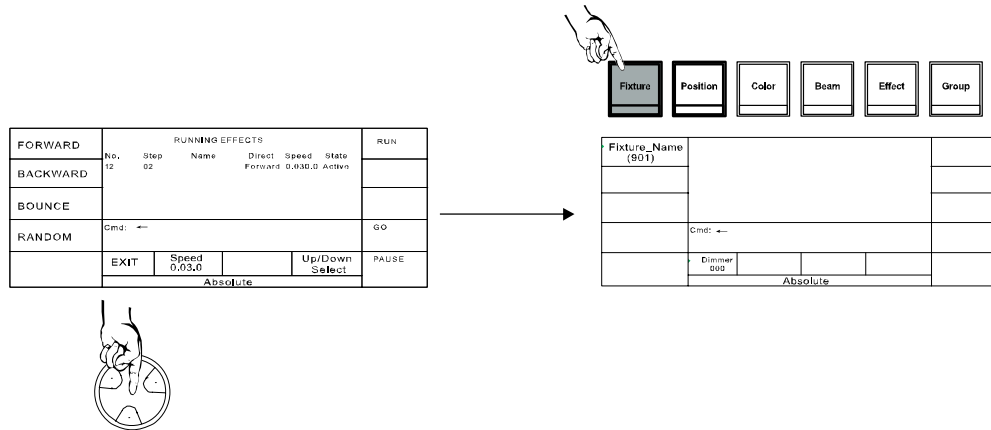 Fixture Position Color Beam Effect Group
FORWARD
BACKWARD
BOUNCE
RANDOM
RUNNING EFFECTS
No. Step Name Direct Speed State
12 02 Forward 0.030.0 Active
Cmd: ←
EXIT Speed 0.03.0 Up/Down Select
Absolute
RUN
GO
PAUSE
Fixture_Name
(901)
Cmd: ←
Dimmer
000
Absolute